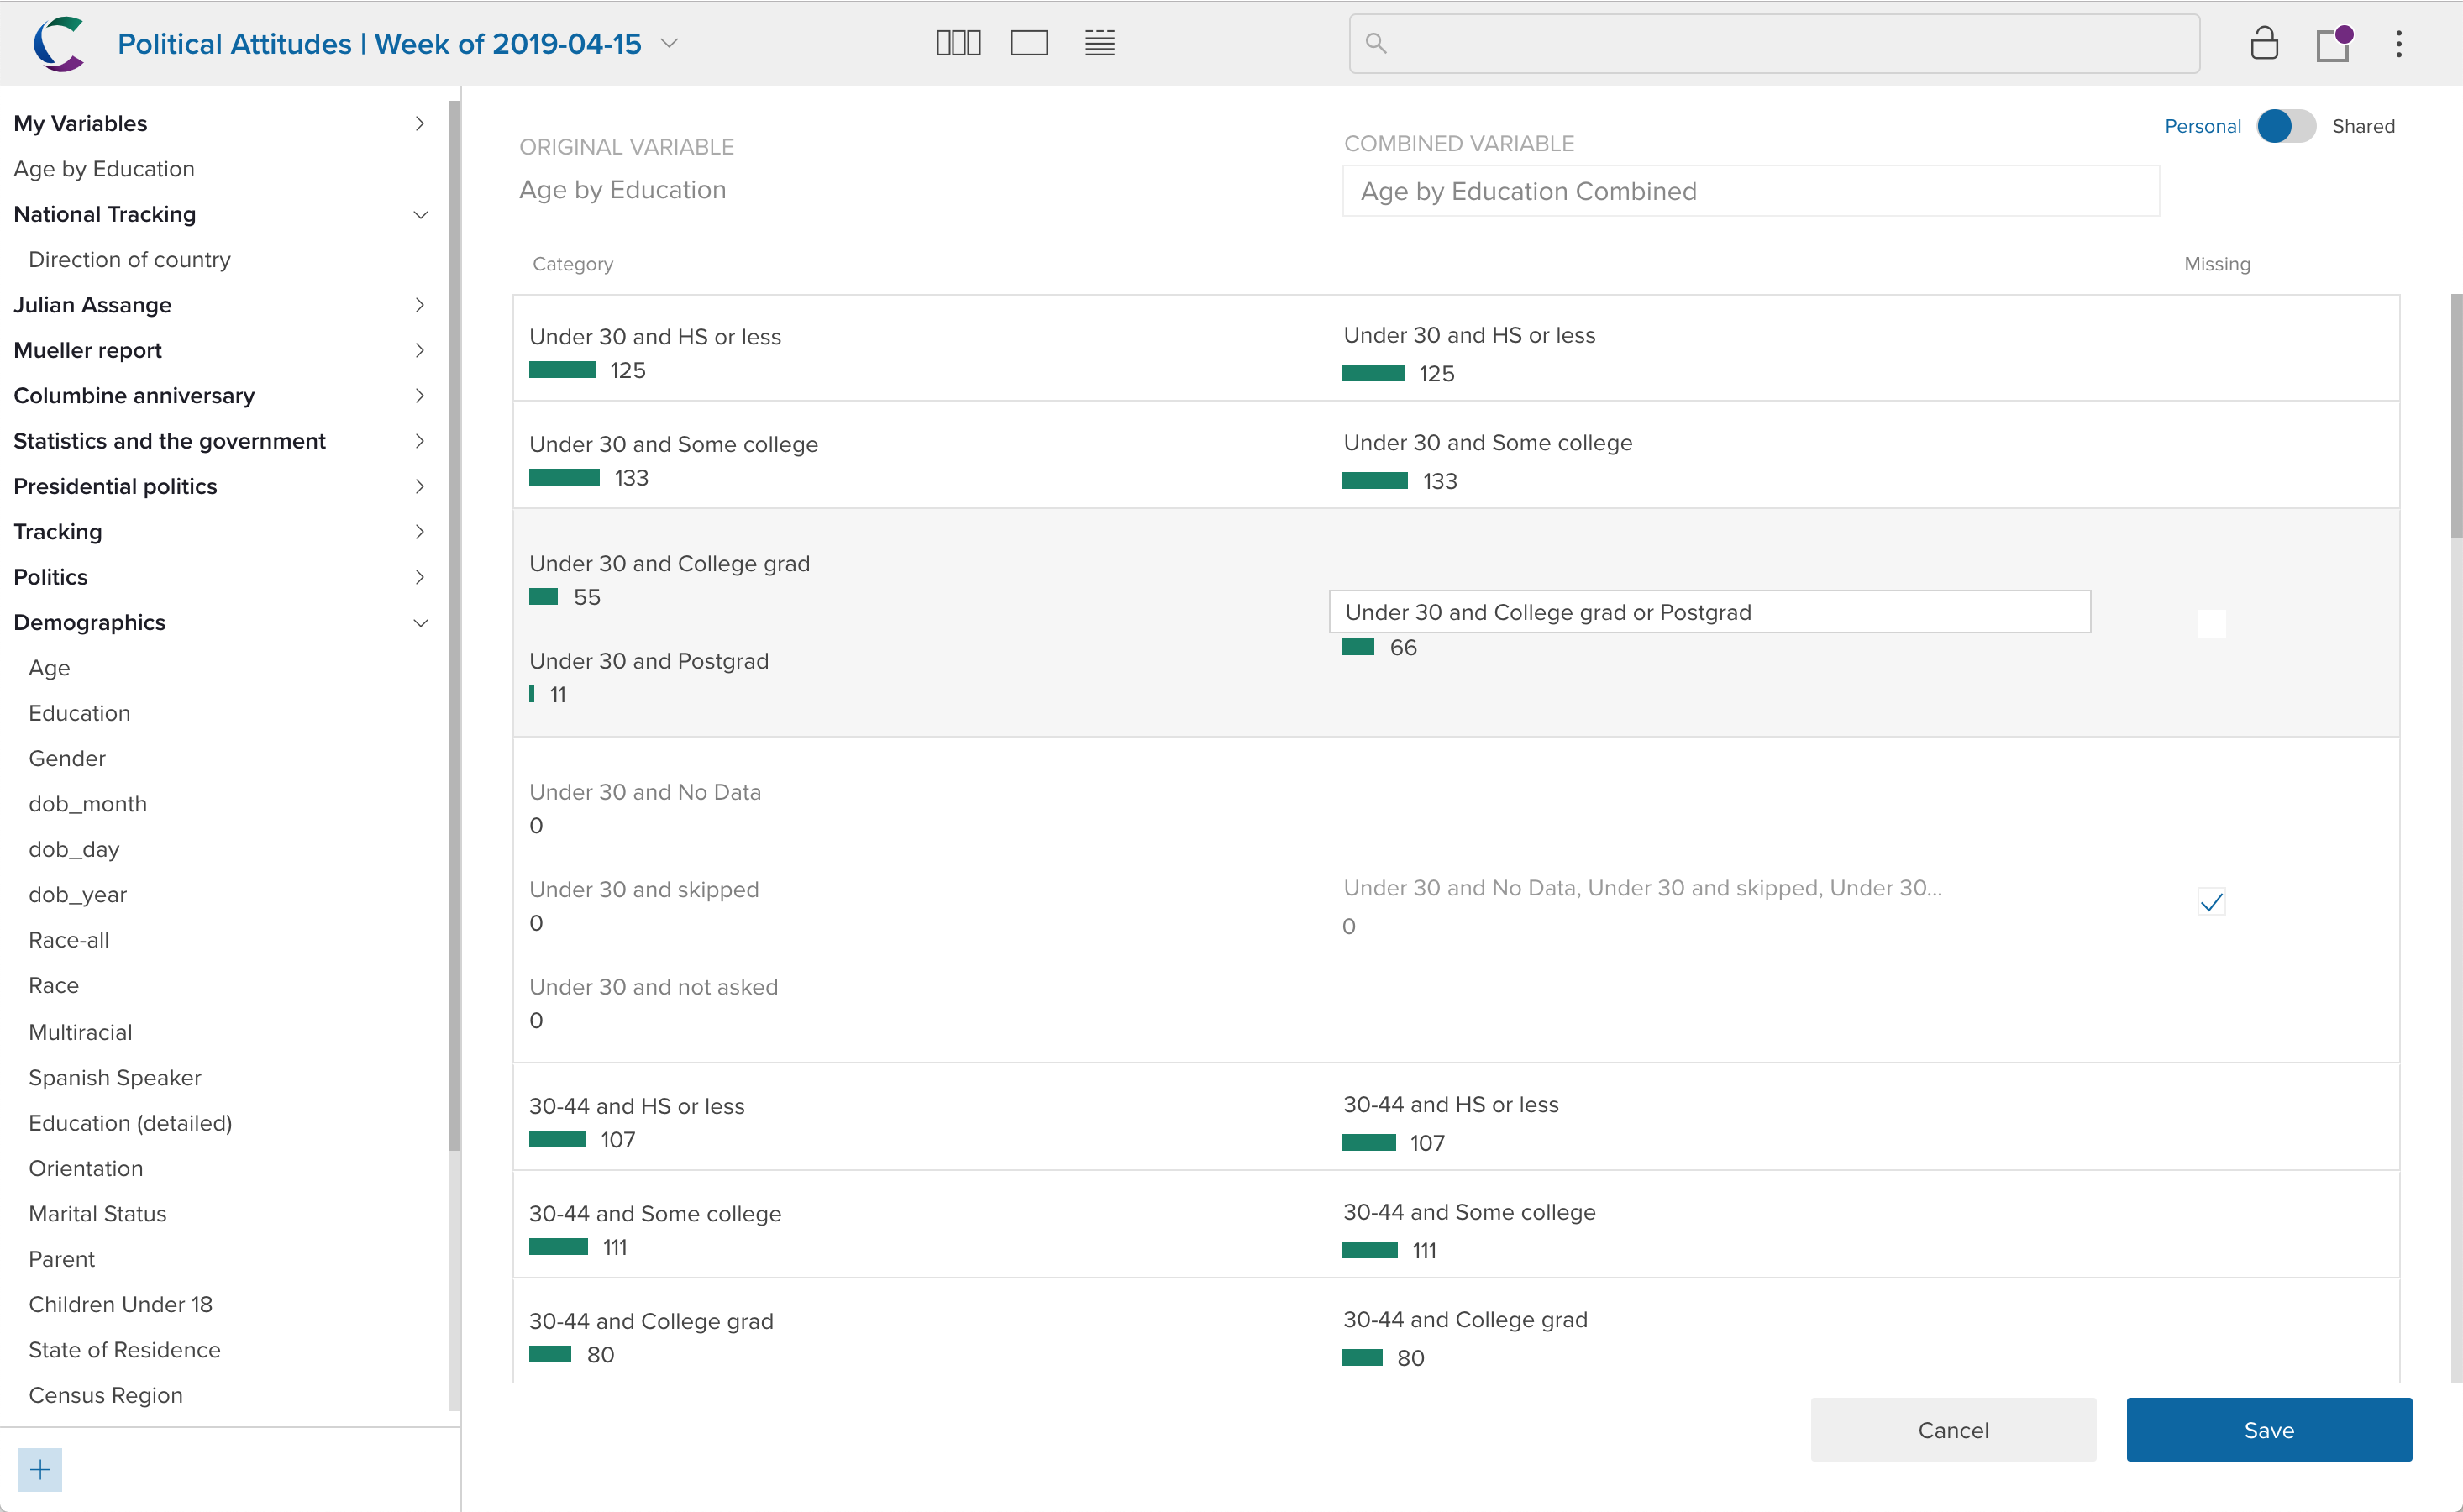 Political Attitudes | Week of 2019-04-15
My Variables
Age by Education
National Tracking
Direction of country
Julian Assange
Mueller report
Columbine anniversary
Statistics and the government
Presidential politics
Tracking
Politics
Demographics
Age
Education
Gender
dob_month
dob_day
dob_year
Race-all
Race
Multiracial
Spanish Speaker
Education (detailed)
Orientation
Marital Status
Parent
Children Under 18
State of Residence
Census Region
Personal
Shared
ORIGINAL VARIABLE
Age by Education
COMBINED VARIABLE
Age by Education Combined
Category
Missing
Under 30 and HS or less
125
Under 30 and HS or less
125
Under 30 and Some college
133
Under 30 and Some college
133
Under 30 and College grad
55
Under 30 and Postgrad
11
Under 30 and College grad or Postgrad
66
Under 30 and No Data
0
Under 30 and skipped
0
Under 30 and not asked
0
Under 30 and No Data, Under 30 and skipped, Under 30...
0
30-44 and HS or less
107
30-44 and HS or less
107
30-44 and Some college
111
30-44 and Some college
111
30-44 and College grad
80
30-44 and College grad
80
Cancel
Save